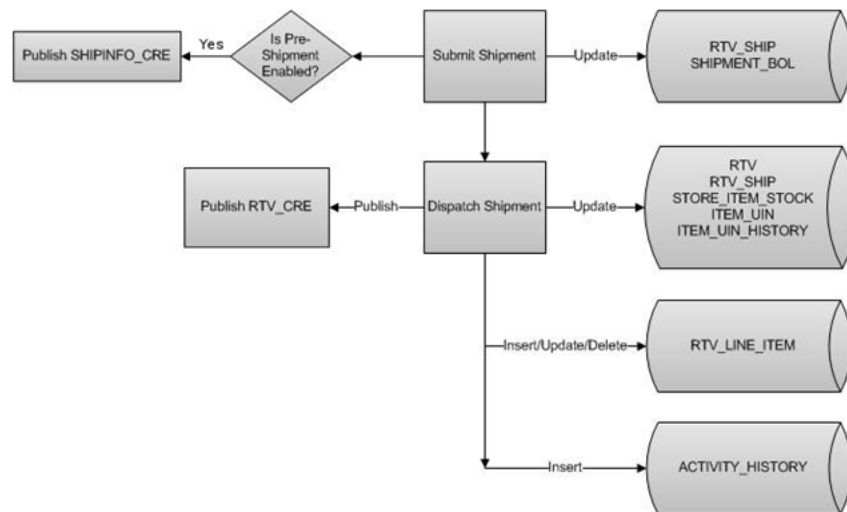 Publish SHIPINFO_CRE
Yes
Is Pre-
Shipment
Enabled?
Submit Shipment
Update
RTV_SHIP
SHIPMENT_BOL
Publish RTV_CRE
Publish
Dispatch Shipment
Update
RTV
RTV_SHIP
STORE_ITEM_STOCK
ITEM_UIN
ITEM_UIN_HISTORY
Insert/Update/Delete
RTV_LINE_ITEM
Insert
ACTIVITY_HISTORY